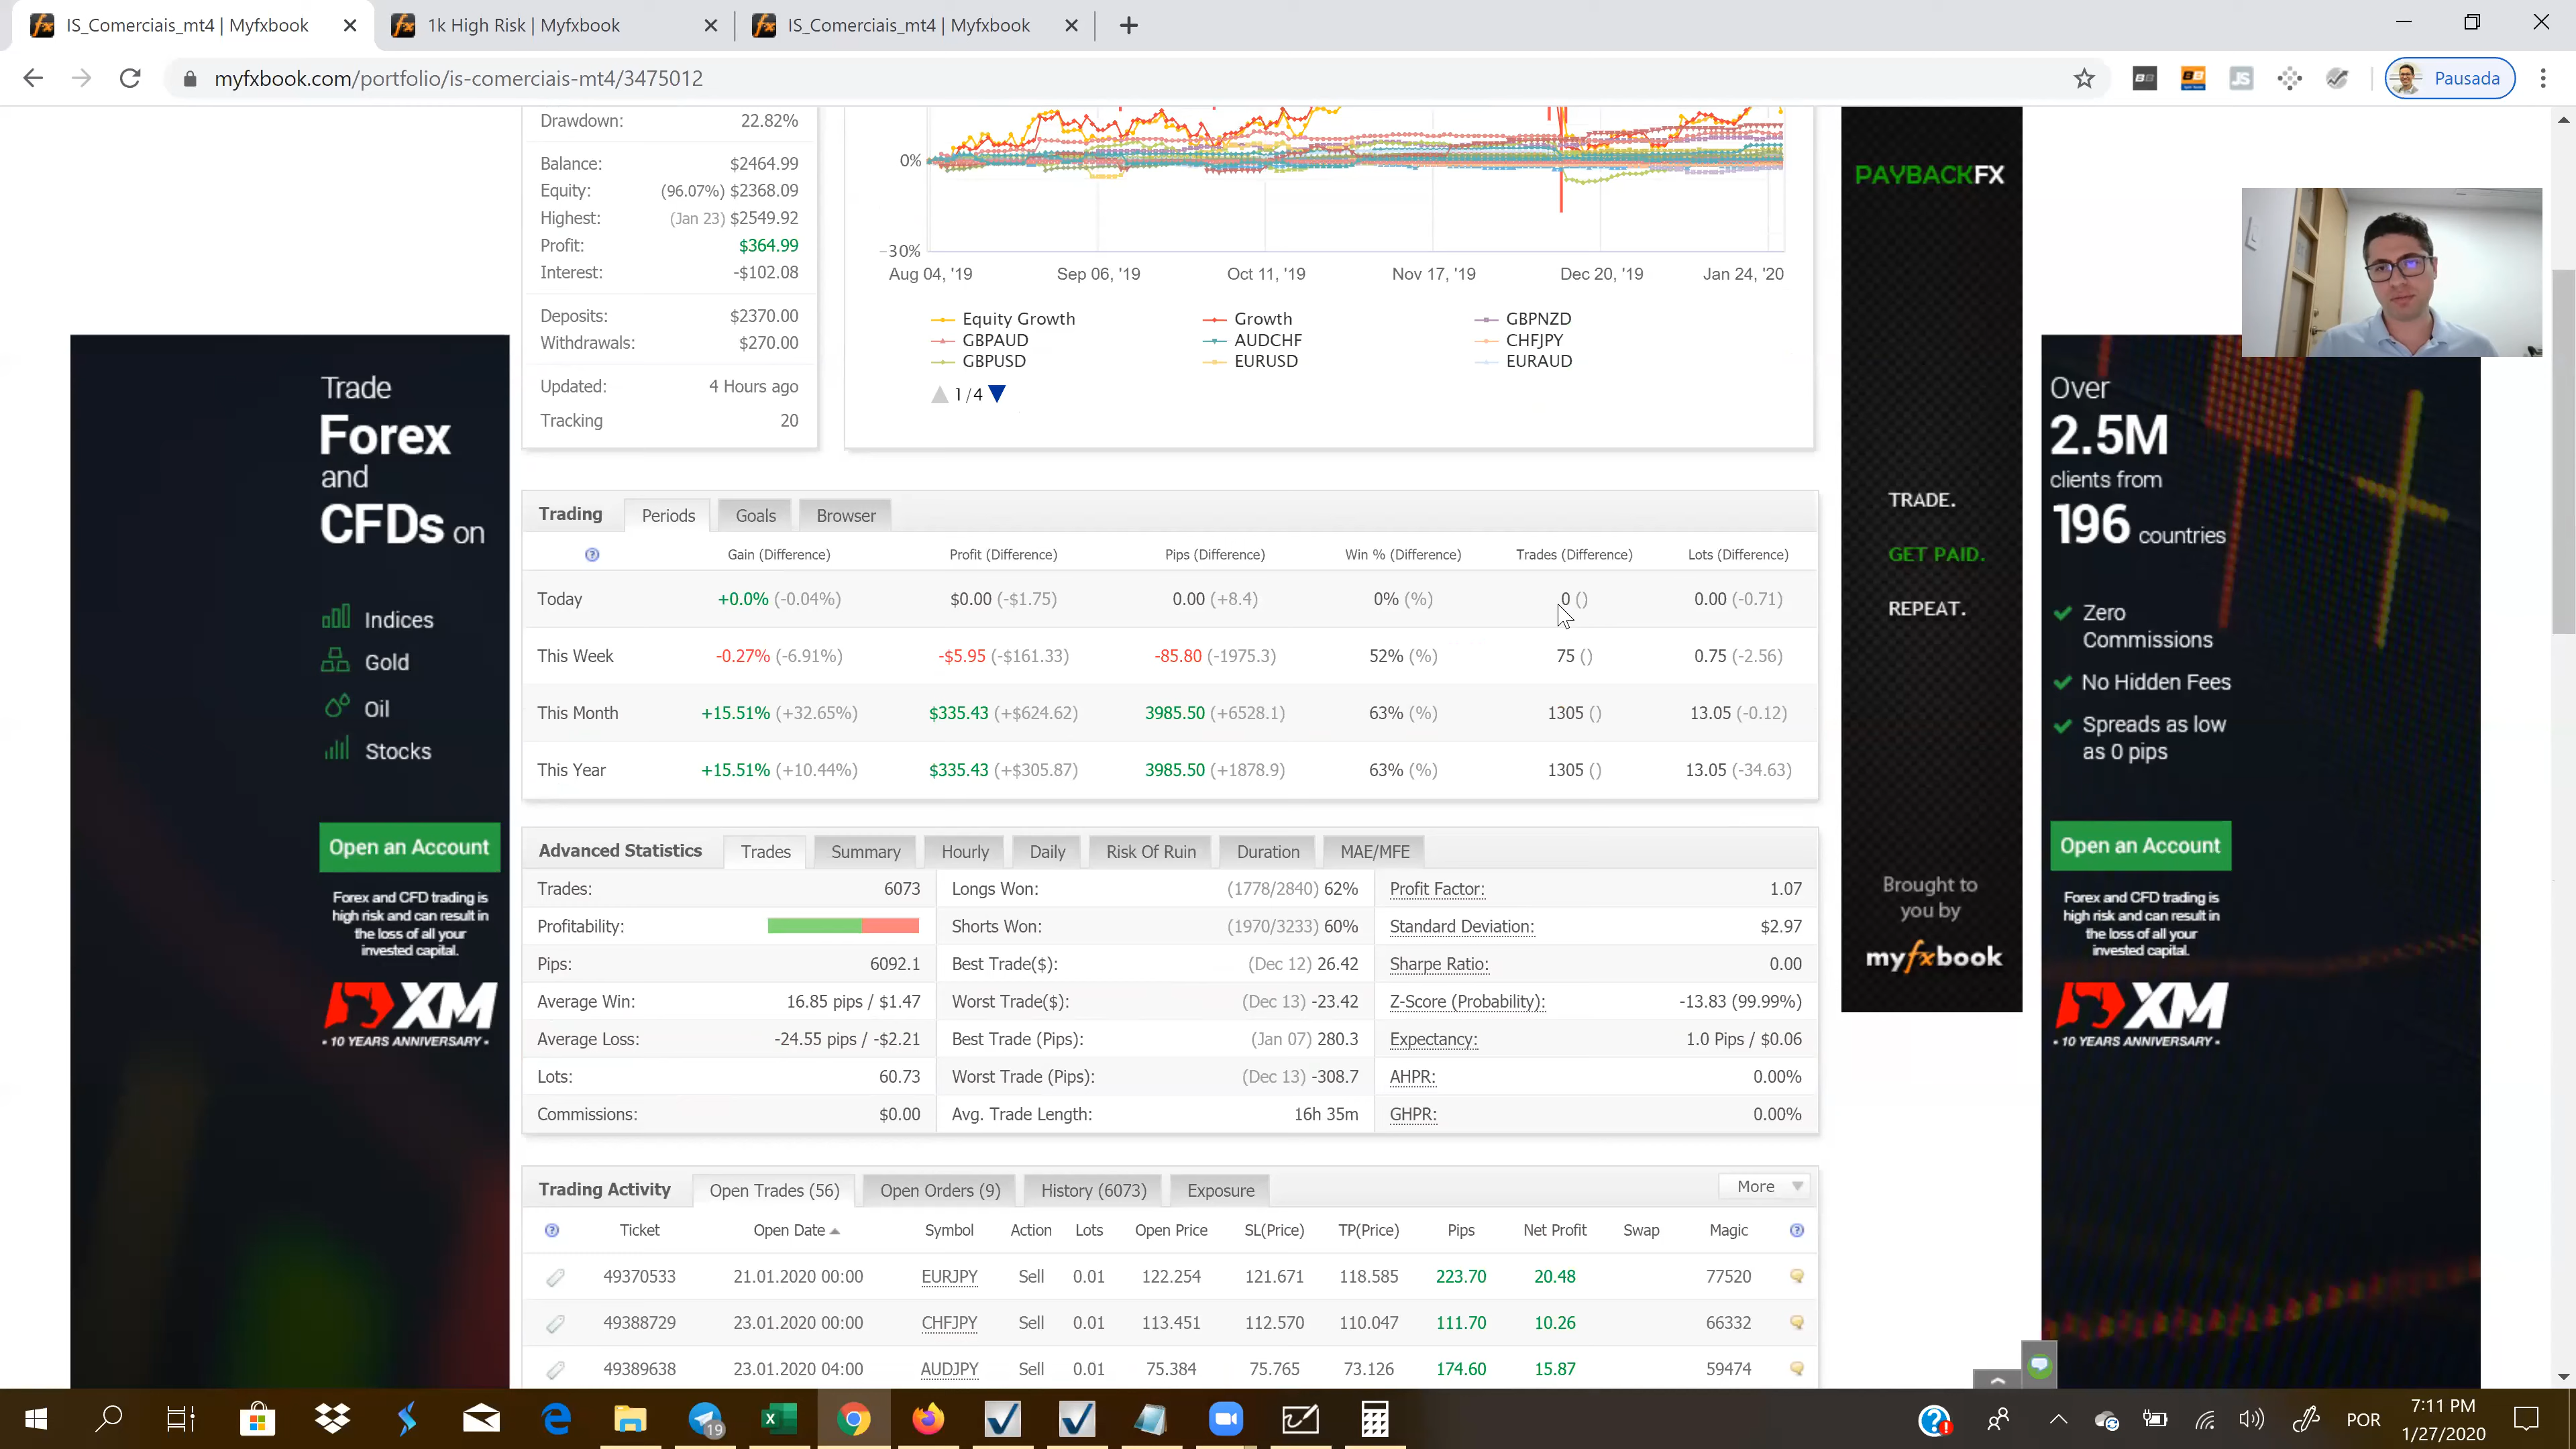 IS_Comerciais_mt4 | Myfxbook
1k High Risk | Myfxbook
IS_Comerciais_mt4 | Myfxbook
myfxbook.com/portfolio/is-comerciais-mt4/3475012
Pausada
Drawdown: 22.82%
Balance: $2464.99
Equity: (96.07%) $2368.09
Highest: (Jan 23) $2549.92
Profit: $364.99
Interest: -$102.08
Deposits: $2370.00
Withdrawals: $270.00
Updated: 4 Hours ago
Tracking 20
0%
-30%
Aug 04, '19 Sep 06, '19 Oct 11, '19 Nov 17, '19 Dec 20, '19 Jan 24, '20
Equity Growth Growth GBPNZD
GBPAUD AUDCHF CHFJPY
GBPUSD EURUSD EURAUD
1/4
Trading Periods Goals Browser
Gain (Difference) Profit (Difference) Pips (Difference) Win % (Difference) Trades (Difference) Lots (Difference)
Today +0.0% (-0.04%) $0.00 (-$1.75) 0.00 (+8.4) 0% (%) 0 () 0.00 (-0.71)
This Week -0.27% (-6.91%) -$5.95 (-$161.33) -85.80 (-1975.3) 52% (%) 75 () 0.75 (-2.56)
This Month +15.51% (+32.65%) $335.43 (+$624.62) 3985.50 (+6528.1) 63% (%) 1305 () 13.05 (-0.12)
This Year +15.51% (+10.44%) $335.43 (+$305.87) 3985.50 (+1878.9) 63% (%) 1305 () 13.05 (-34.63)
Advanced Statistics Trades Summary Hourly Daily Risk Of Ruin Duration MAE/MFE
Trades: 6073 Longs Won: (1778/2840) 62% Profit Factor: 1.07
Profitability: Shorts Won: (1970/3233) 60% Standard Deviation: $2.97
Pips: 6092.1 Best Trade($): (Dec 12) 26.42 Sharpe Ratio: 0.00
Average Win: 16.85 pips / $1.47 Worst Trade($): (Dec 13) -23.42 Z-Score (Probability): -13.83 (99.99%)
Average Loss: -24.55 pips / -$2.21 Best Trade (Pips): (Jan 07) 280.3 Expectancy: 1.0 Pips / $0.06
Lots: 60.73 Worst Trade (Pips): (Dec 13) -308.7 AHPR: 0.00%
Commissions: $0.00 Avg. Trade Length: 16h 35m GHPR: 0.00%
Trading Activity Open Trades (56) Open Orders (9) History (6073) Exposure More
Ticket Open Date Symbol Action Lots Open Price SL(Price) TP(Price) Pips Net Profit Swap Magic
49370533 21.01.2020 00:00 EURJPY Sell 0.01 122.254 121.671 118.585 223.70 20.48 77520
49388729 23.01.2020 00:00 CHFJPY Sell 0.01 113.451 112.570 110.047 111.70 10.26 66332
49389638 23.01.2020 04:00 AUDJPY Sell 0.01 75.384 75.765 73.126 174.60 15.87 59474
Trade
Forex
and
CFDs on
Indices
Gold
Oil
Stocks
Open an Account
Forex and CFD trading is
high risk and can result in
the loss of all your
invested capital.
XM
• 10 YEARS ANNIVERSARY •
PAYBACKFX
TRADE.
GET PAID.
REPEAT.
Brought to
you by
myfxbook
Over
2.5M
clients from
196 countries
Zero
Commissions
No Hidden Fees
Spreads as low
as 0 pips
Open an Account
Forex and CFD trading is
high risk and can result in
the loss of all your
invested capital.
XM
• 10 YEARS ANNIVERSARY •
19
POR
7:11 PM
1/27/2020